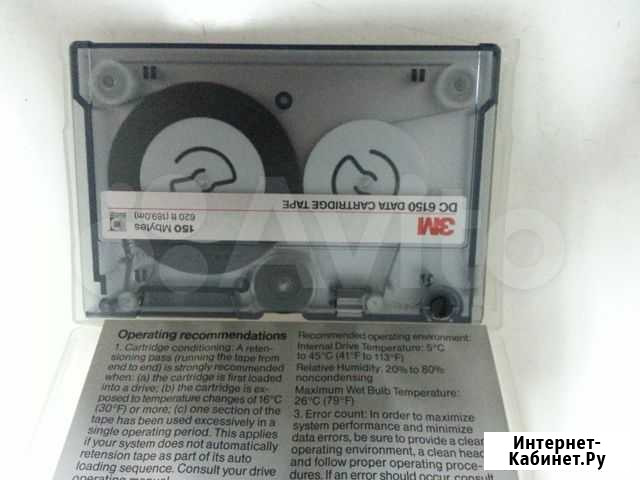 3M
DC 6150 DATA CARTRIDGE TAPE
150 Mbytes
620 ft (189.0m)
Avito
Operating recommendations
1. Cartridge conditioning: A reten-
sioning pass (running the tape from
end to end) is strongly recommended
when: (a) the cartridge is first loaded
into a drive; (b) the cartridge is ex-
posed to temperature changes of 16°C
(30°F) or more; (c) one section of the
tape has been used excessively in a
single operating period. This applies
if your system does not automatically
retension tape as part of its auto
loading sequence. Consult your drive
operating manual.
Recommended operating environment:
Internal Drive Temperature: 5°C
to 45°C (41°F to 113°F)
Relative Humidity: 20% to 80%
noncondensing
Maximum Wet Bulb Temperature:
26°C (79°F)
3. Error count: In order to maximize
system performance and minimize
data errors, be sure to provide a clean
operating environment, a clean head
and follow proper operating proce-
dures. If an error should occur, consult
Интернет-
Кабинет.Ру